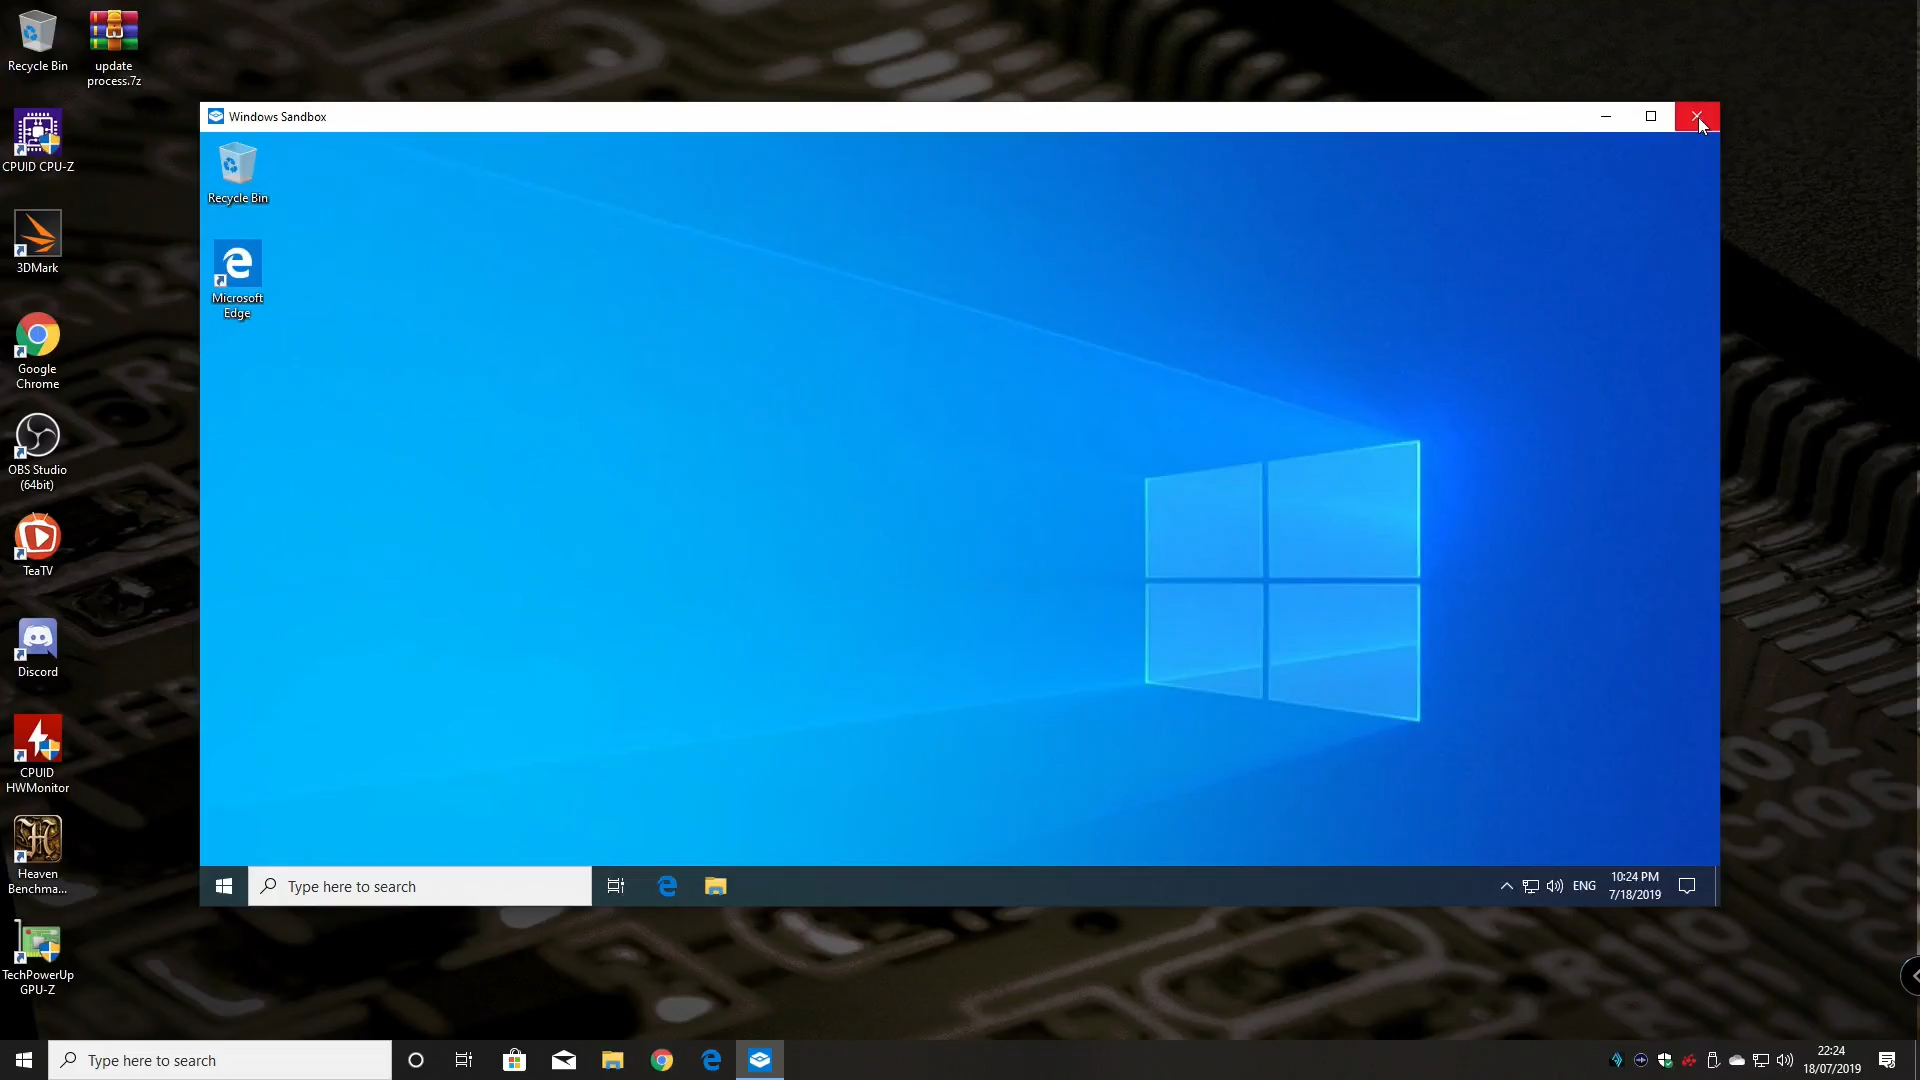 Recycle Bin
update
process.7z
CPUID CPU-Z
3DMark
Google
Chrome
OBS Studio
(64bit)
TeaTV
Discord
CPUID
HWMonitor
Heaven
Benchma...
TechPowerUp
GPU-Z
Windows Sandbox
Recycle Bin
Microsoft
Edge
Type here to search
ENG
10:24 PM
7/18/2019
Type here to search
22:24
18/07/2019